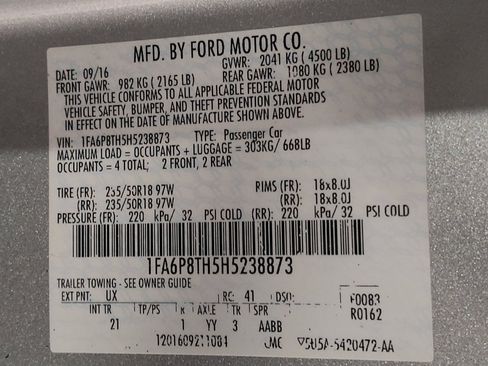 MFD. BY FORD MOTOR CO.
DATE: 09/16 GVWR: 2041 KG ( 4500 LB)
FRONT GAWR: 982 KG ( 2165 LB) REAR GAWR: 1080 KG ( 2380 LB)
THIS VEHICLE CONFORMS TO ALL APPLICABLE FEDERAL MOTOR
VEHICLE SAFETY, BUMPER, AND THEFT PREVENTION STANDARDS
IN EFFECT ON THE DATE OF MANUFACTURE SHOWN ABOVE.
VIN: 1FA6P8TH5H5238873 TYPE: Passenger Car
MAXIMUM LOAD = OCCUPANTS + LUGGAGE = 303KG/ 668LB
OCCUPANTS = 4 TOTAL; 2 FRONT, 2 REAR
TIRE (FR): 235/50R18 97W RIMS (FR): 18x8.0J
(RR): 235/50R18 97W (RR): 18x8.0J
PRESSURE (FR): 220 kPa/ 32 PSI COLD (RR): 220 kPa/ 32 PSI COLD
1FA6P8TH5H5238873
TRAILER TOWING - SEE OWNER GUIDE
EXT PNT: UX RC: 41 DSO: F0083
INT TR TP/PS R AXLE TR SPR R0162
21 1 YY 3 AABB